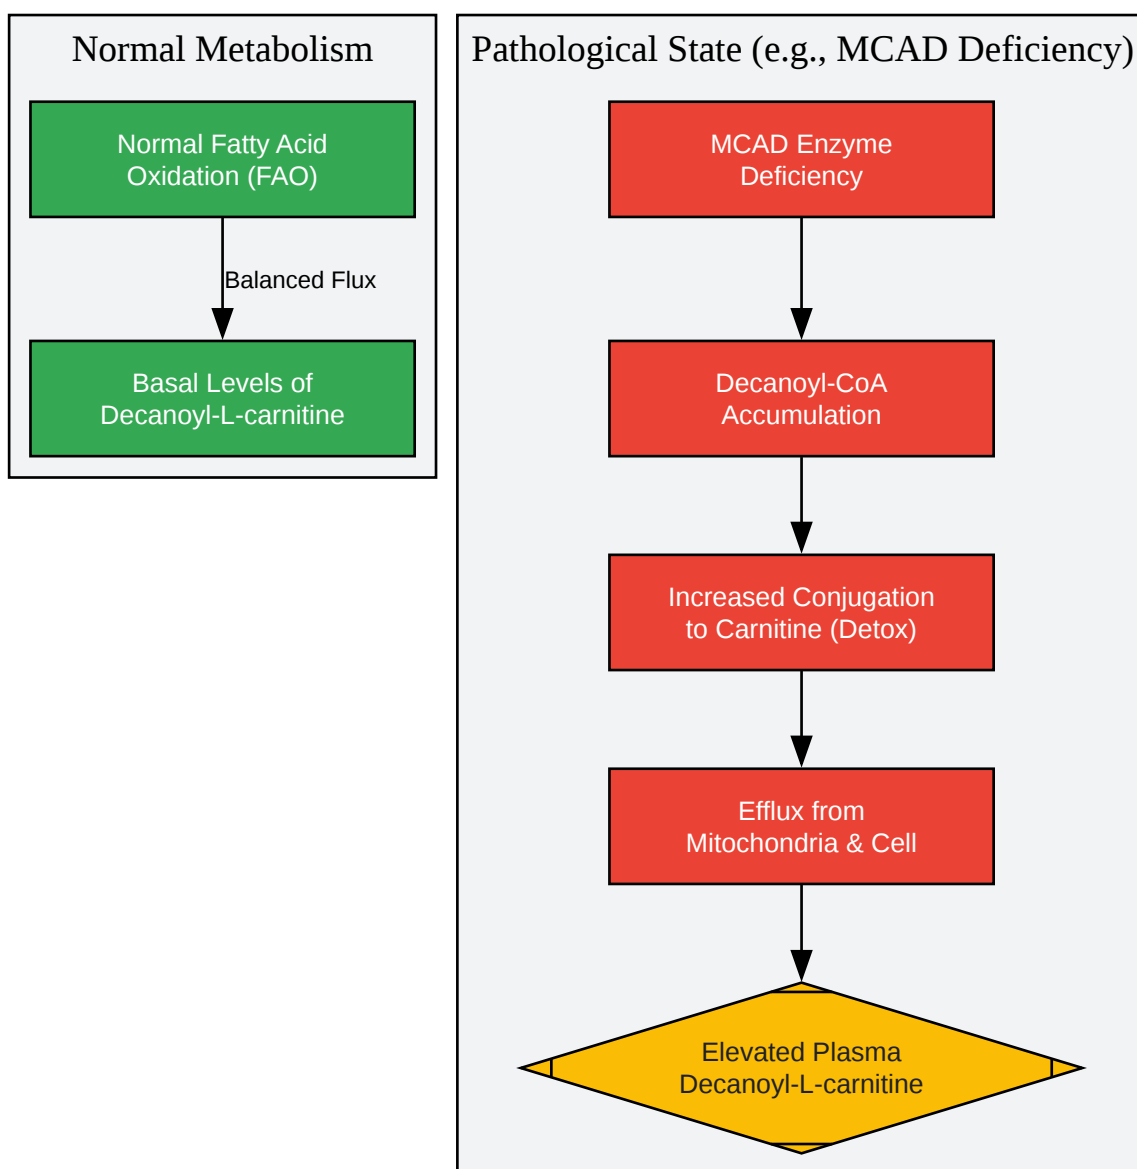 Normal Metabolism
Normal Fatty Acid
Oxidation (FAO)
Balanced Flux
Basal Levels of
Decanoyl-L-carnitine
Pathological State (e.g., MCAD Deficiency)
MCAD Enzyme
Deficiency
Decanoyl-CoA
Accumulation
Increased Conjugation
to Carnitine (Detox)
Efflux from
Mitochondria & Cell
Elevated Plasma
Decanoyl-L-carnitine